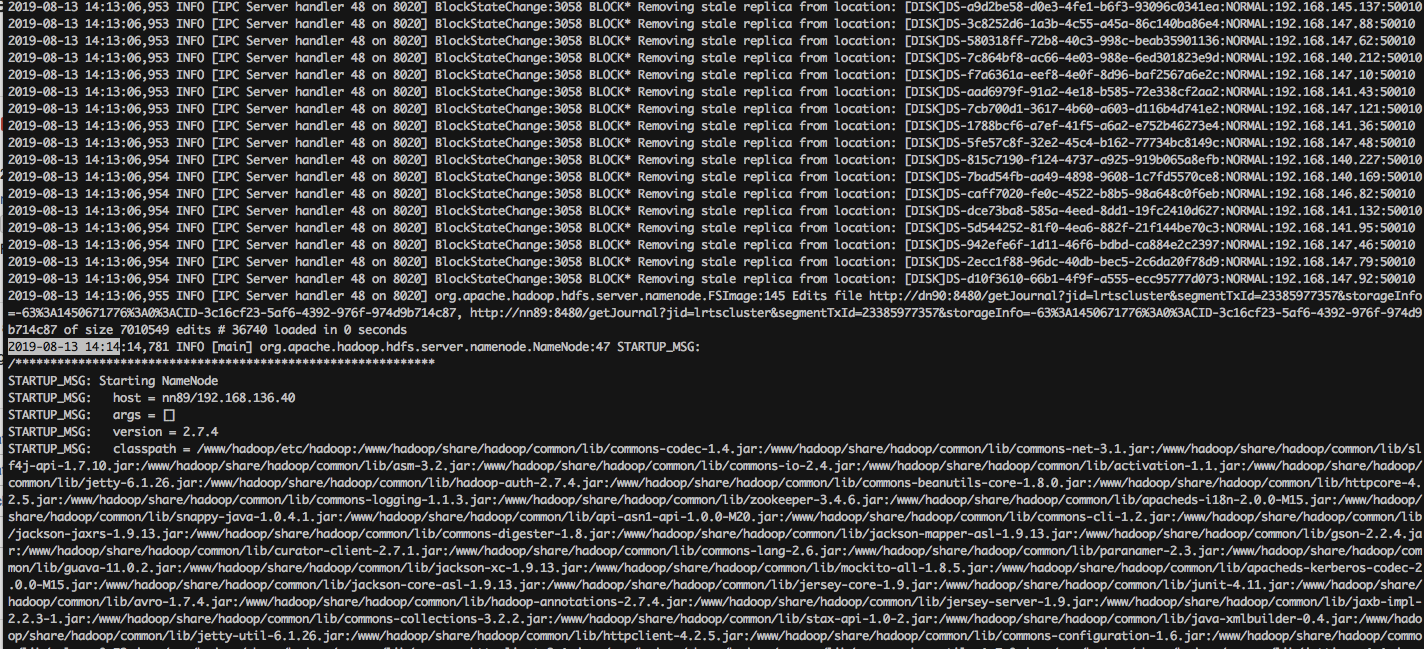 2019-08-13 14:13:06,953 INFO [IPC Server handler 48 on 8020] BlockStateChange:3058 BLOCK* Removing stale replica from location: [DISK]DS-a9d2be58-d0e3-4fe1-b6f3-93096c0341ea:NORMAL:192.168.145.137:50010
2019-08-13 14:13:06,953 INFO [IPC Server handler 48 on 8020] BlockStateChange:3058 BLOCK* Removing stale replica from location: [DISK]DS-3c8252d6-1a3b-4c55-a45a-86c140ba86e4:NORMAL:192.168.147.88:50010
2019-08-13 14:13:06,953 INFO [IPC Server handler 48 on 8020] BlockStateChange:3058 BLOCK* Removing stale replica from location: [DISK]DS-580318ff-72b8-40c3-998c-beab35901136:NORMAL:192.168.147.62:50010
2019-08-13 14:13:06,953 INFO [IPC Server handler 48 on 8020] BlockStateChange:3058 BLOCK* Removing stale replica from location: [DISK]DS-7c864bf8-ac66-4e03-988e-6ed301823e9d:NORMAL:192.168.140.212:50010
2019-08-13 14:13:06,953 INFO [IPC Server handler 48 on 8020] BlockStateChange:3058 BLOCK* Removing stale replica from location: [DISK]DS-f7a6361a-eef8-4e0f-8d96-baf2567a6e2c:NORMAL:192.168.147.10:50010
2019-08-13 14:13:06,953 INFO [IPC Server handler 48 on 8020] BlockStateChange:3058 BLOCK* Removing stale replica from location: [DISK]DS-aad6979f-91a2-4e18-b585-72e338cf2aa2:NORMAL:192.168.141.43:50010
2019-08-13 14:13:06,953 INFO [IPC Server handler 48 on 8020] BlockStateChange:3058 BLOCK* Removing stale replica from location: [DISK]DS-7cb700d1-3617-4b60-a603-d116b4d741e2:NORMAL:192.168.147.121:50010
2019-08-13 14:13:06,953 INFO [IPC Server handler 48 on 8020] BlockStateChange:3058 BLOCK* Removing stale replica from location: [DISK]DS-1788bcf6-a7ef-41f5-a6a2-e752b46273e4:NORMAL:192.168.141.36:50010
2019-08-13 14:13:06,953 INFO [IPC Server handler 48 on 8020] BlockStateChange:3058 BLOCK* Removing stale replica from location: [DISK]DS-5fe57c8f-32e2-45c4-b162-77734bc8149c:NORMAL:192.168.147.48:50010
2019-08-13 14:13:06,954 INFO [IPC Server handler 48 on 8020] BlockStateChange:3058 BLOCK* Removing stale replica from location: [DISK]DS-815c7190-f124-4737-a925-919b065a8efb:NORMAL:192.168.140.227:50010
2019-08-13 14:13:06,954 INFO [IPC Server handler 48 on 8020] BlockStateChange:3058 BLOCK* Removing stale replica from location: [DISK]DS-7bad54fb-aa49-4898-9608-1c7fd5570ce8:NORMAL:192.168.140.169:50010
2019-08-13 14:13:06,954 INFO [IPC Server handler 48 on 8020] BlockStateChange:3058 BLOCK* Removing stale replica from location: [DISK]DS-caff7020-fe0c-4522-b8b5-98a648c0f6eb:NORMAL:192.168.146.82:50010
2019-08-13 14:13:06,954 INFO [IPC Server handler 48 on 8020] BlockStateChange:3058 BLOCK* Removing stale replica from location: [DISK]DS-dce73ba8-585a-4eed-8dd1-19fc2410d627:NORMAL:192.168.141.132:50010
2019-08-13 14:13:06,954 INFO [IPC Server handler 48 on 8020] BlockStateChange:3058 BLOCK* Removing stale replica from location: [DISK]DS-5d544252-81f0-4ea6-882f-21f144be70c3:NORMAL:192.168.141.95:50010
2019-08-13 14:13:06,954 INFO [IPC Server handler 48 on 8020] BlockStateChange:3058 BLOCK* Removing stale replica from location: [DISK]DS-942efe6f-1d11-46f6-bdbd-ca884e2c2397:NORMAL:192.168.147.46:50010
2019-08-13 14:13:06,954 INFO [IPC Server handler 48 on 8020] BlockStateChange:3058 BLOCK* Removing stale replica from location: [DISK]DS-2ecc1f88-96dc-40db-bec5-2c6da20f78d9:NORMAL:192.168.147.79:50010
2019-08-13 14:13:06,954 INFO [IPC Server handler 48 on 8020] BlockStateChange:3058 BLOCK* Removing stale replica from location: [DISK]DS-d10f3610-66b1-4f9f-a555-ecc95777d073:NORMAL:192.168.147.92:50010
2019-08-13 14:13:06,955 INFO [IPC Server handler 48 on 8020] org.apache.hadoop.hdfs.server.namenode.FSImage:145 Edits file http://dn90:8480/getJournal?jid=lrtscluster&segmentTxId=23385977357&storageInfo
=-63%3A1450671776%3A0%3ACID-3c16cf23-5af6-4392-976f-974d9b714c87, http://nn89:8480/getJournal?jid=lrtscluster&segmentTxId=23385977357&storageInfo=-63%3A1450671776%3A0%3ACID-3c16cf23-5af6-4392-976f-974d9
b714c87 of size 7010549 edits # 36740 loaded in 0 seconds
2019-08-13 14:14:14,781 INFO [main] org.apache.hadoop.hdfs.server.namenode.NameNode:47 STARTUP_MSG:
/************************************************************
STARTUP_MSG: Starting NameNode
STARTUP_MSG:   host = nn89/192.168.136.40
STARTUP_MSG:   args = []
STARTUP_MSG:   version = 2.7.4
STARTUP_MSG:   classpath = /www/hadoop/etc/hadoop:/www/hadoop/share/hadoop/common/lib/commons-codec-1.4.jar:/www/hadoop/share/hadoop/common/lib/commons-net-3.1.jar:/www/hadoop/share/hadoop/common/lib/sl
f4j-api-1.7.10.jar:/www/hadoop/share/hadoop/common/lib/asm-3.2.jar:/www/hadoop/share/hadoop/common/lib/commons-io-2.4.jar:/www/hadoop/share/hadoop/common/lib/activation-1.1.jar:/www/hadoop/share/hadoop/
common/lib/jetty-6.1.26.jar:/www/hadoop/share/hadoop/common/lib/hadoop-auth-2.7.4.jar:/www/hadoop/share/hadoop/common/lib/commons-beanutils-core-1.8.0.jar:/www/hadoop/share/hadoop/common/lib/httpcore-4.
2.5.jar:/www/hadoop/share/hadoop/common/lib/commons-logging-1.1.3.jar:/www/hadoop/share/hadoop/common/lib/zookeeper-3.4.6.jar:/www/hadoop/share/hadoop/common/lib/apacheds-i18n-2.0.0-M15.jar:/www/hadoop/
share/hadoop/common/lib/snappy-java-1.0.4.1.jar:/www/hadoop/share/hadoop/common/lib/api-asn1-api-1.0.0-M20.jar:/www/hadoop/share/hadoop/common/lib/commons-cli-1.2.jar:/www/hadoop/share/hadoop/common/lib
/jackson-jaxrs-1.9.13.jar:/www/hadoop/share/hadoop/common/lib/commons-digester-1.8.jar:/www/hadoop/share/hadoop/common/lib/jackson-mapper-asl-1.9.13.jar:/www/hadoop/share/hadoop/common/lib/gson-2.2.4.ja
r:/www/hadoop/share/hadoop/common/lib/curator-client-2.7.1.jar:/www/hadoop/share/hadoop/common/lib/commons-lang-2.6.jar:/www/hadoop/share/hadoop/common/lib/paranamer-2.3.jar:/www/hadoop/share/hadoop/com
mon/lib/guava-11.0.2.jar:/www/hadoop/share/hadoop/common/lib/jackson-xc-1.9.13.jar:/www/hadoop/share/hadoop/common/lib/mockito-all-1.8.5.jar:/www/hadoop/share/hadoop/common/lib/apacheds-kerberos-codec-2
.0.0-M15.jar:/www/hadoop/share/hadoop/common/lib/jackson-core-asl-1.9.13.jar:/www/hadoop/share/hadoop/common/lib/jersey-core-1.9.jar:/www/hadoop/share/hadoop/common/lib/junit-4.11.jar:/www/hadoop/share/
hadoop/common/lib/avro-1.7.4.jar:/www/hadoop/share/hadoop/common/lib/hadoop-annotations-2.7.4.jar:/www/hadoop/share/hadoop/common/lib/jersey-server-1.9.jar:/www/hadoop/share/hadoop/common/lib/jaxb-impl-
2.2.3-1.jar:/www/hadoop/share/hadoop/common/lib/commons-collections-3.2.2.jar:/www/hadoop/share/hadoop/common/lib/stax-api-1.0-2.jar:/www/hadoop/share/hadoop/common/lib/java-xmlbuilder-0.4.jar:/www/hado
op/share/hadoop/common/lib/jetty-util-6.1.26.jar:/www/hadoop/share/hadoop/common/lib/httpclient-4.2.5.jar:/www/hadoop/share/hadoop/common/lib/commons-configuration-1.6.jar:/www/hadoop/share/hadoop/commo